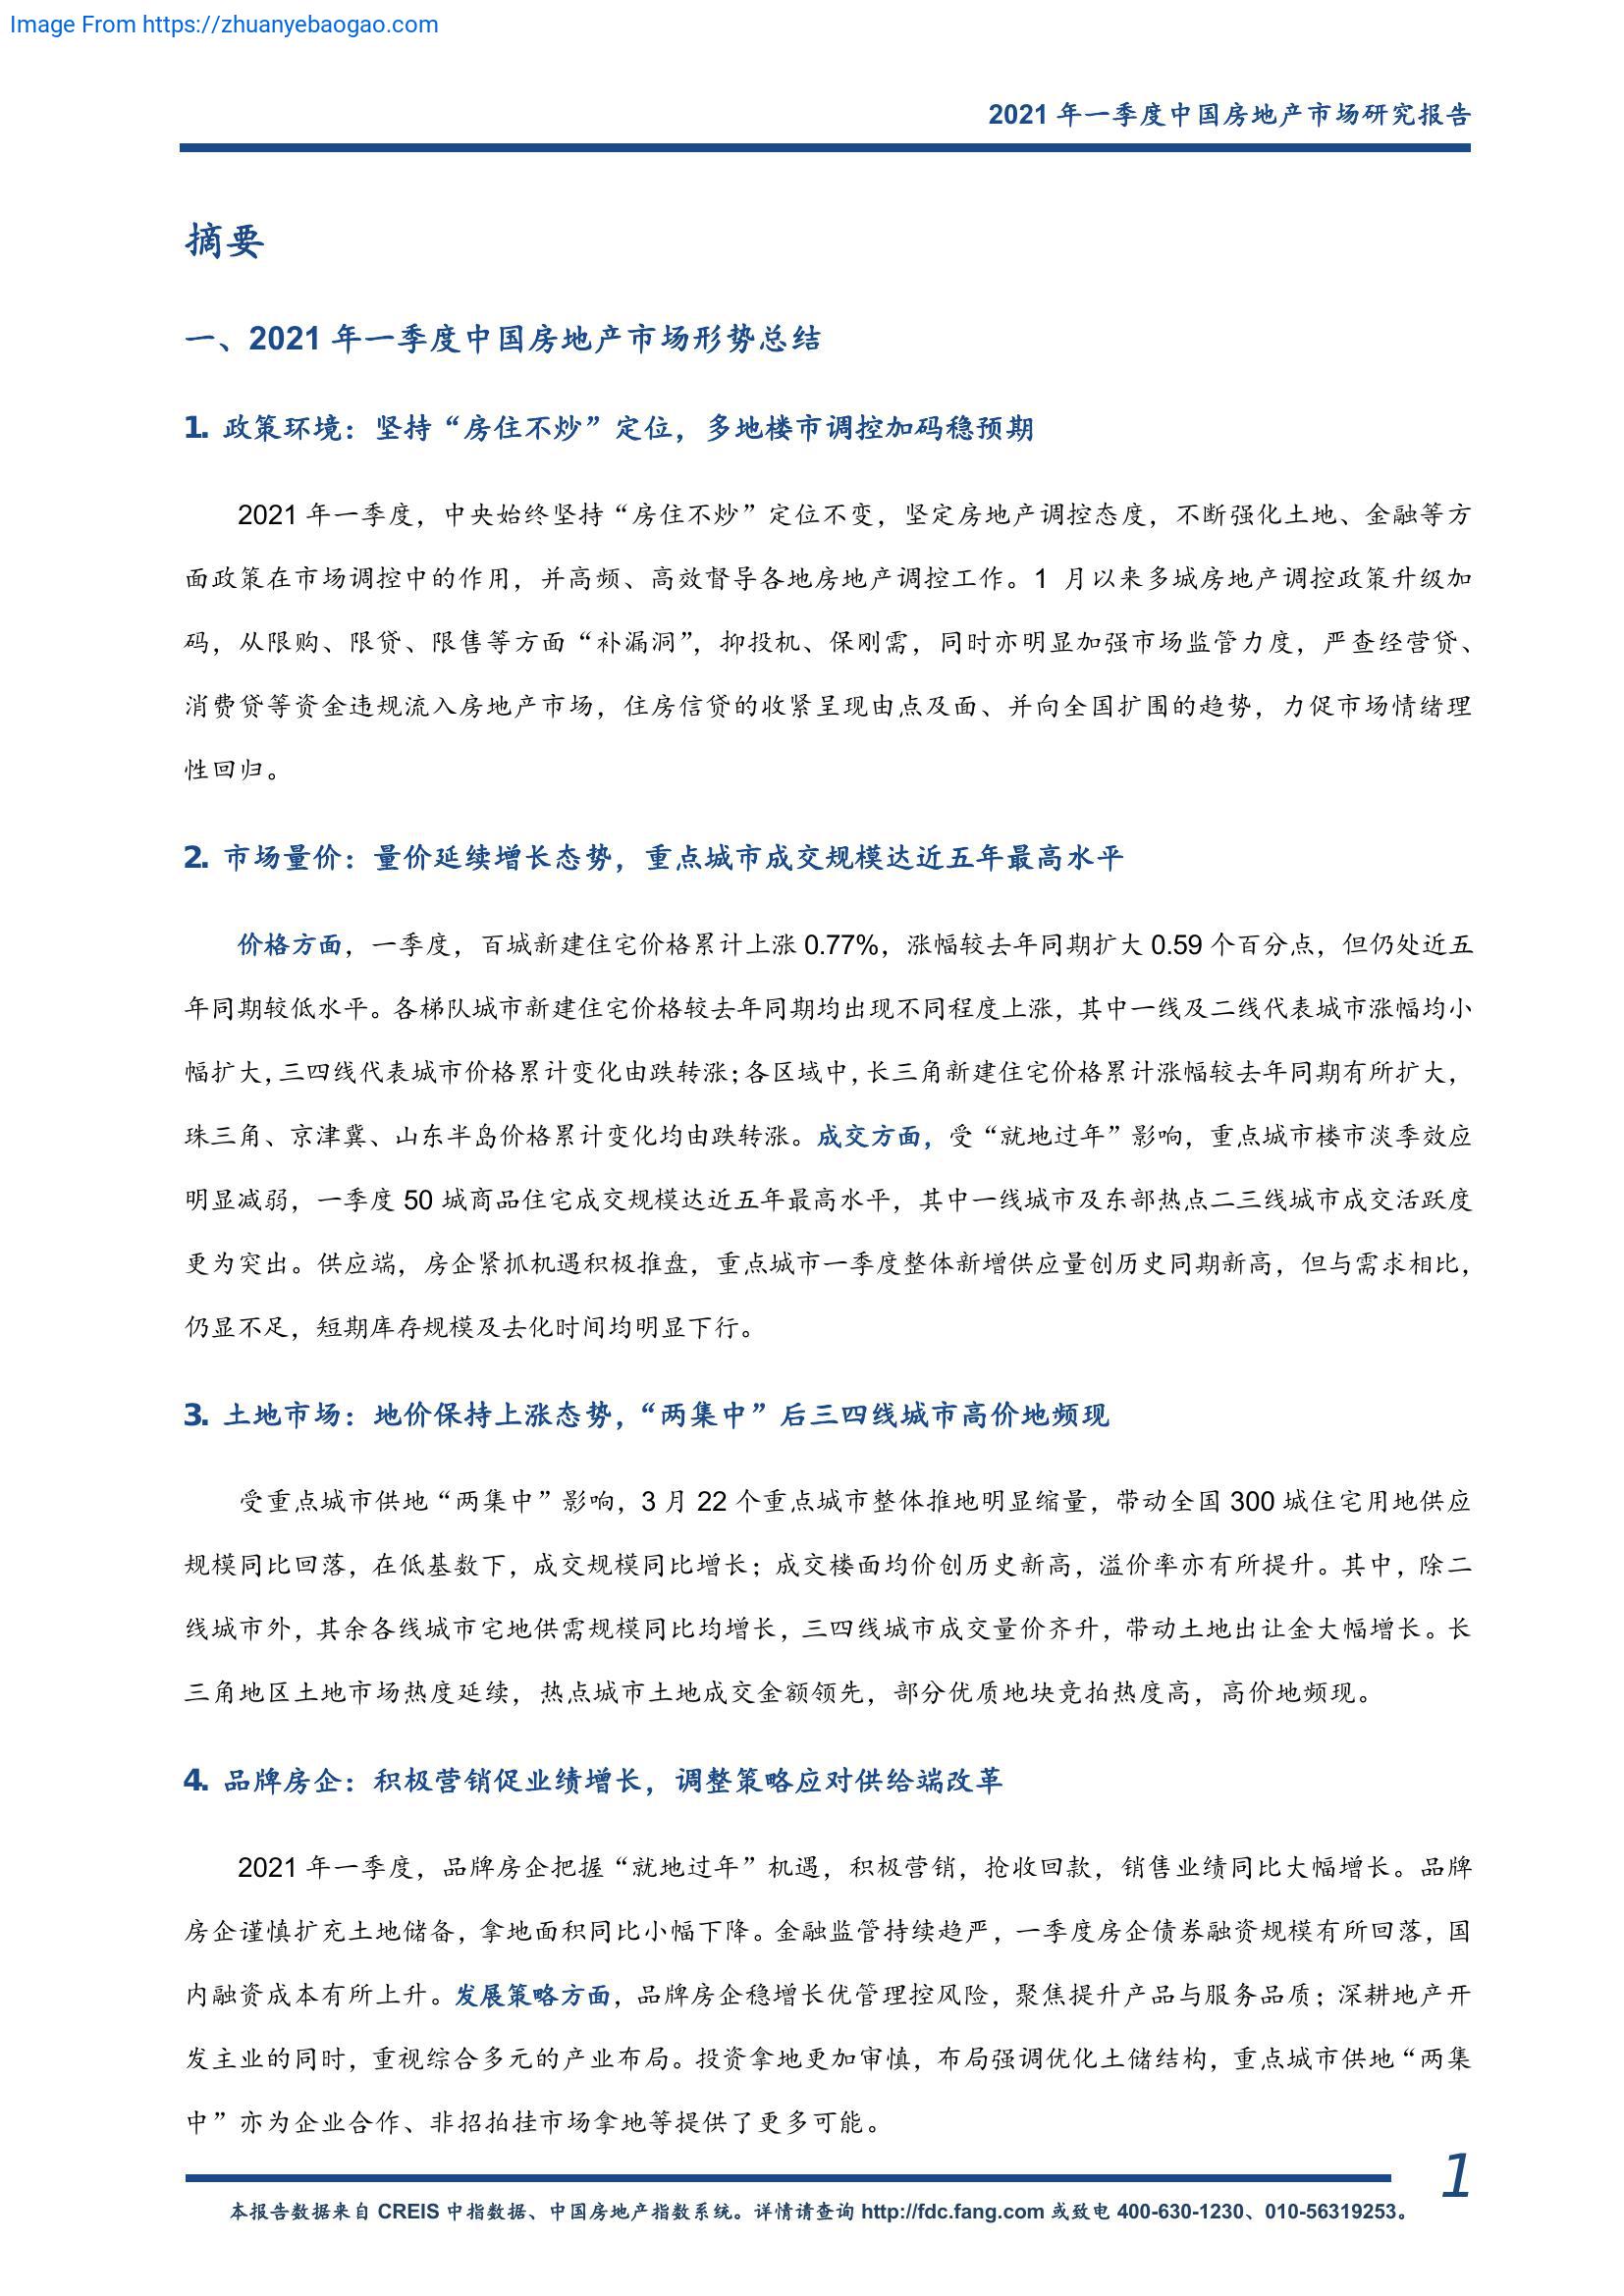 Image From https://zhuanyebaogao.com
2021 年一季度中国房地产市场研究报告
摘要
一、2021 年一季度中国房地产市场形势总结
1. 政策环境：坚持“房住不炒”定位，多地楼市调控加码稳预期
2021 年一季度，中央始终坚持“房住不炒”定位不变，坚定房地产调控态度，不断强化土地、金融等方
面政策在市场调控中的作用，并高频、高效督导各地房地产调控工作。1 月以来多城房地产调控政策升级加
码，从限购、限贷、限售等方面“补漏洞”，抑投机、保刚需，同时亦明显加强市场监管力度，严查经营贷、
消费贷等资金违规流入房地产市场，住房信贷的收紧呈现由点及面、并向全国扩围的趋势，力促市场情绪理
性回归。
2. 市场量价：量价延续增长态势，重点城市成交规模达近五年最高水平
价格方面，一季度，百城新建住宅价格累计上涨 0.77%，涨幅较去年同期扩大 0.59 个百分点，但仍处近五
年同期较低水平。各梯队城市新建住宅价格较去年同期均出现不同程度上涨，其中一线及二线代表城市涨幅均小
幅扩大，三四线代表城市价格累计变化由跌转涨；各区域中，长三角新建住宅价格累计涨幅较去年同期有所扩大，
珠三角、京津冀、山东半岛价格累计变化均由跌转涨。成交方面，受“就地过年”影响，重点城市楼市淡季效应
明显减弱，一季度 50 城商品住宅成交规模达近五年最高水平，其中一线城市及东部热点二三线城市成交活跃度
更为突出。供应端，房企紧抓机遇积极推盘，重点城市一季度整体新增供应量创历史同期新高，但与需求相比，
仍显不足，短期库存规模及去化时间均明显下行。
3. 土地市场：地价保持上涨态势，“两集中”后三四线城市高价地频现
受重点城市供地“两集中”影响，3 月 22 个重点城市整体推地明显缩量，带动全国 300 城住宅用地供应
规模同比回落，在低基数下，成交规模同比增长；成交楼面均价创历史新高，溢价率亦有所提升。其中，除二
线城市外，其余各线城市宅地供需规模同比均增长，三四线城市成交量价齐升，带动土地出让金大幅增长。长
三角地区土地市场热度延续，热点城市土地成交金额领先，部分优质地块竞拍热度高，高价地频现。
4. 品牌房企：积极营销促业绩增长，调整策略应对供给端改革
2021 年一季度，品牌房企把握“就地过年”机遇，积极营销，抢收回款，销售业绩同比大幅增长。品牌
房企谨慎扩充土地储备，拿地面积同比小幅下降。金融监管持续趋严，一季度房企债券融资规模有所回落，国
内融资成本有所上升。发展策略方面，品牌房企稳增长优管理控风险，聚焦提升产品与服务品质；深耕地产开
发主业的同时，重视综合多元的产业布局。投资拿地更加审慎，布局强调优化土储结构，重点城市供地“两集
中”亦为企业合作、非招拍挂市场拿地等提供了更多可能。
1
本报告数据来自 CREIS 中指数据、中国房地产指数系统。详情请查询 http://fdc.fang.com 或致电 400-630-1230、010-56319253。